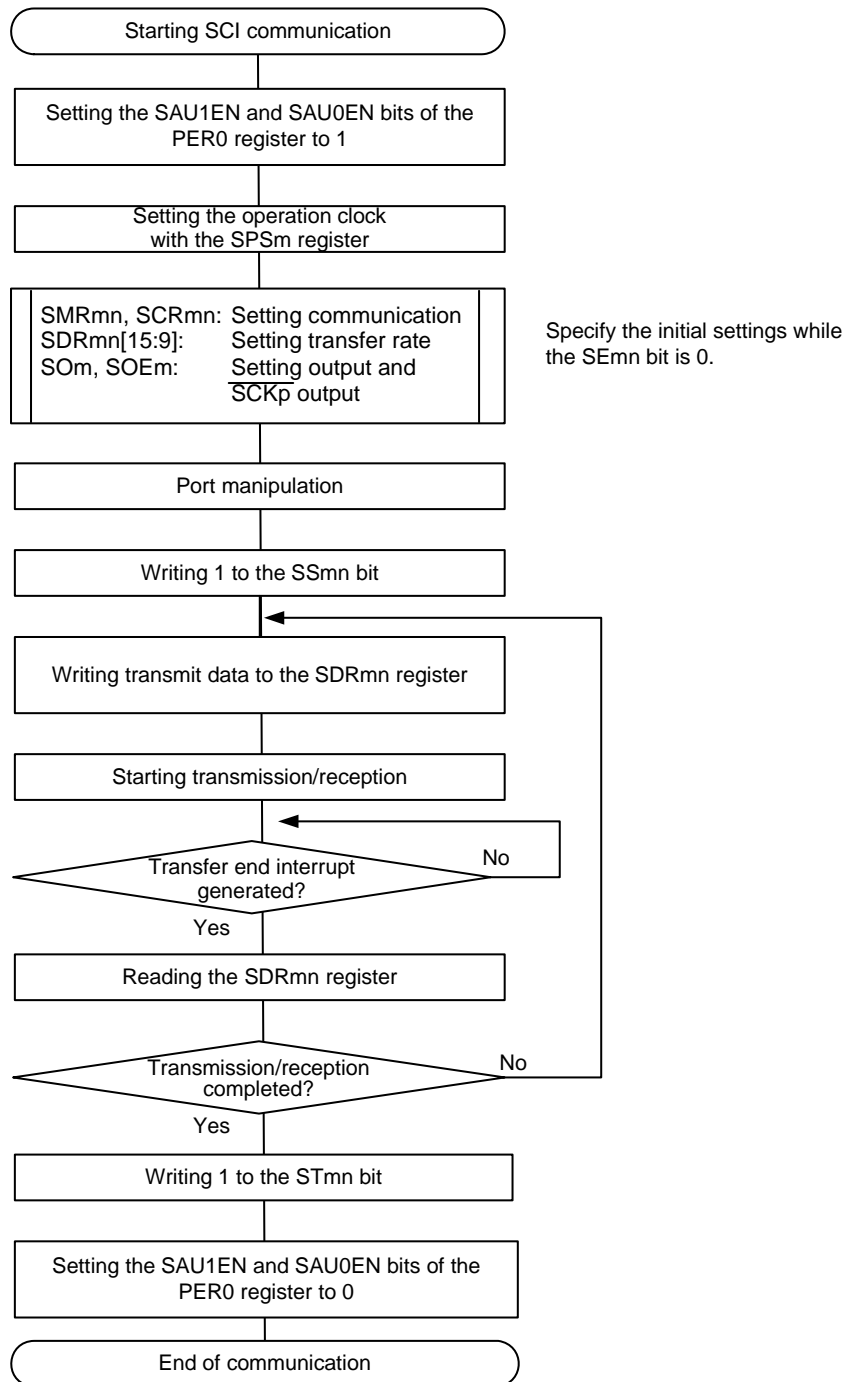 Starting SCI communication
Setting the SAU1EN and SAU0EN bits of the
PER0 register to 1
Setting the operation clock
with the SPSm register
SMRmn, SCRmn: Setting communication
SDRmn[15:9]: Setting transfer rate
SOm, SOEm: Setting output and
SCKp output
Specify the initial settings while
the SEmn bit is 0.
Port manipulation
Writing 1 to the SSmn bit
Writing transmit data to the SDRmn register
Starting transmission/reception
Transfer end interrupt
generated?
No
Yes
Reading the SDRmn register
Transmission/reception
completed?
No
Yes
Writing 1 to the STmn bit
Setting the SAU1EN and SAU0EN bits of the
PER0 register to 0
End of communication